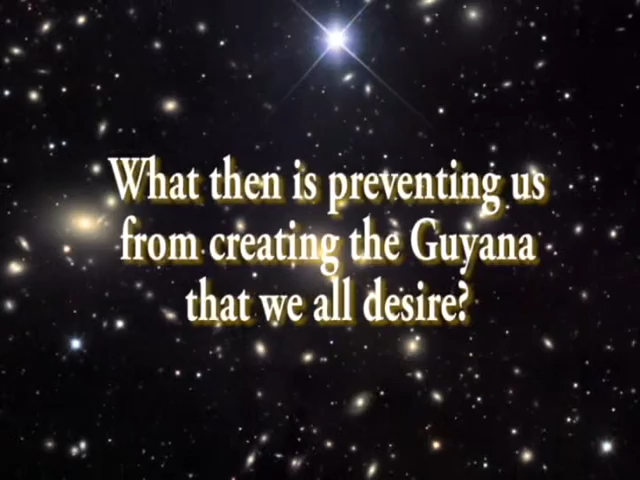 What then is preventing us
from creating the Guyana
that we all desire?